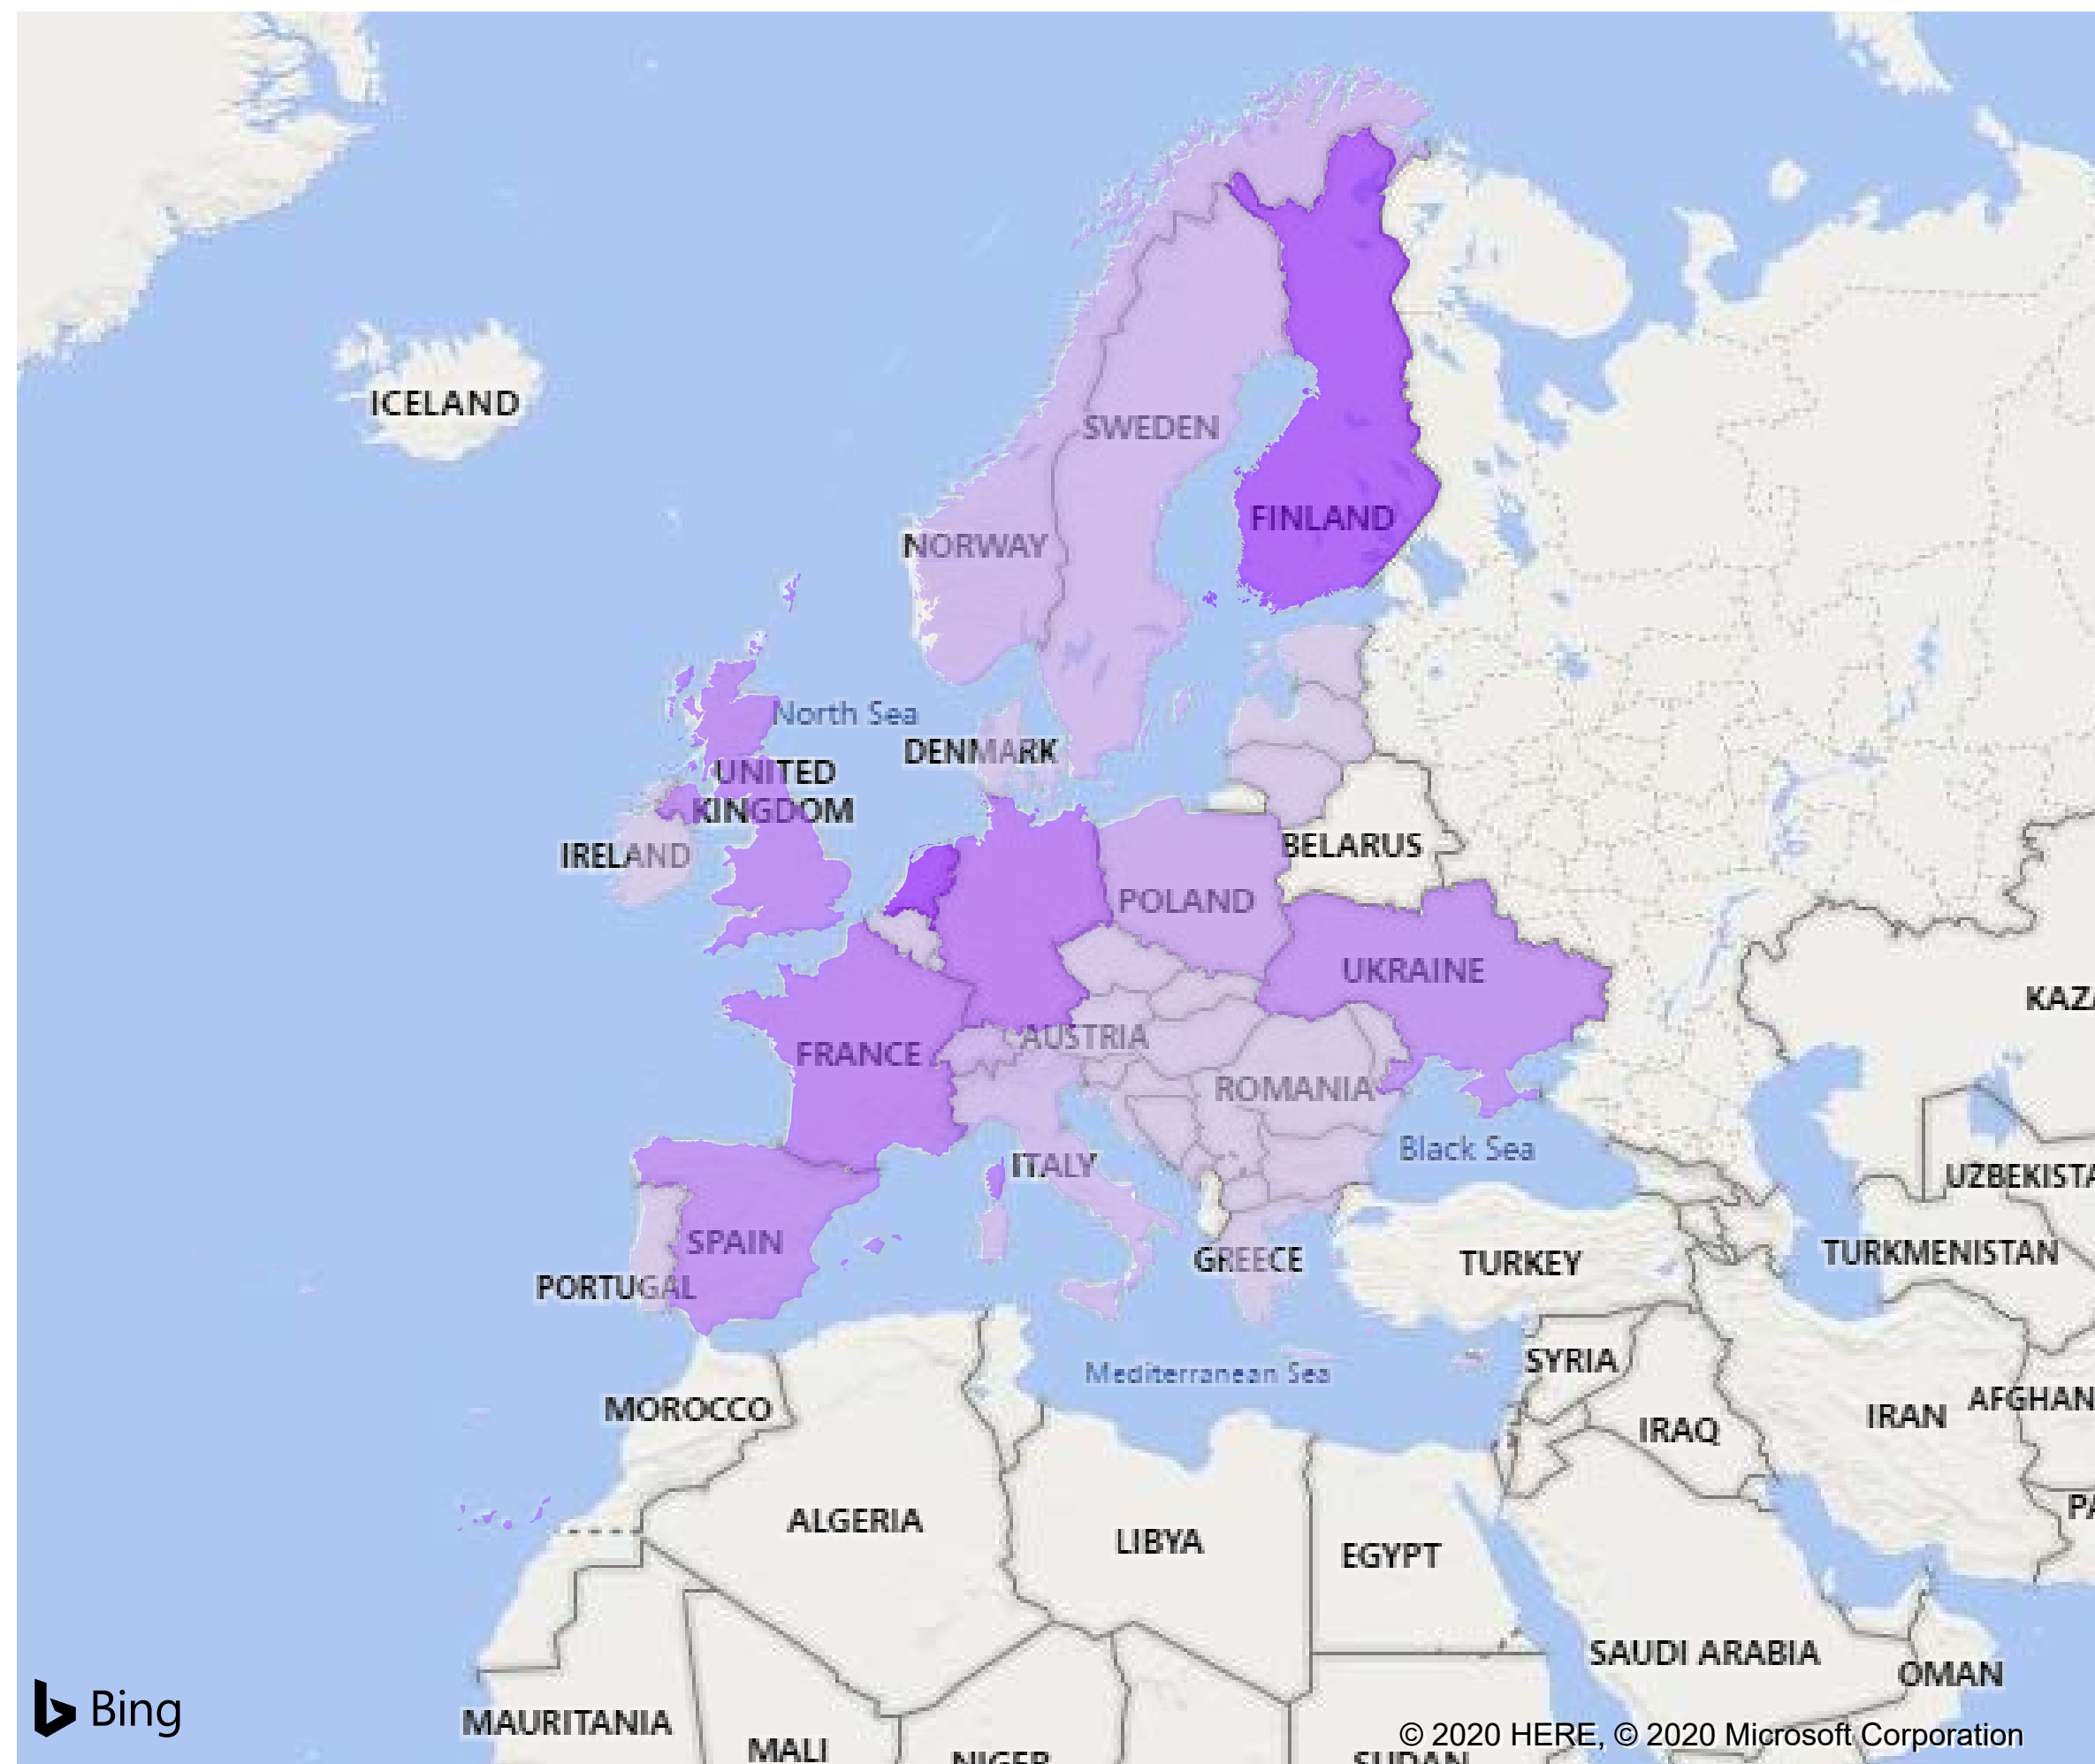 ICELAND
SWEDEN
FINLAND
NORWAY
North Sea
DENMARK
UNITED
KINGDOM
IRELAND
BELARUS
POLAND
UKRAINE
KAZ
AUSTRIA
FRANCE
ROMANIA
Black Sea
ITALY
UZBEKISTA
SPAIN
GREECE
TURKEY
TURKMENISTAN
PORTUGAL
Mediterranean Sea
SYRIA
MOROCCO
IRAQ
IRAN
AFGHAN
PA
ALGERIA
LIBYA
EGYPT
SAUDI ARABIA
OMAN
Bing
MAURITANIA
MALI
NIGER
SUDAN
© 2020 HERE, © 2020 Microsoft Corporation